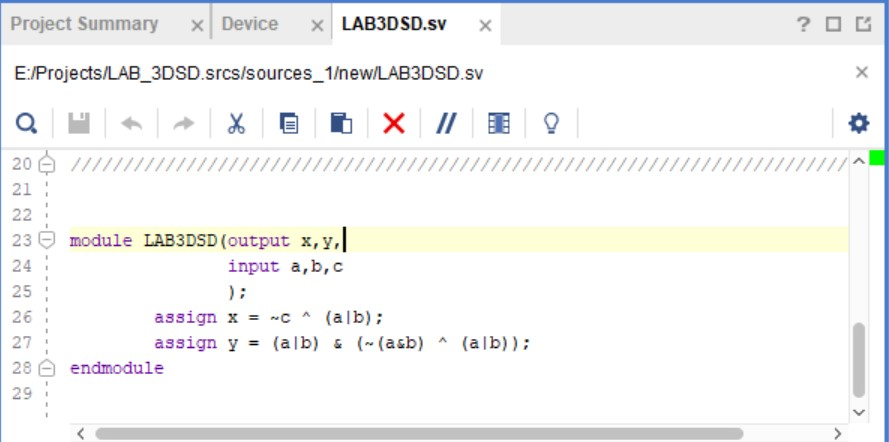 Project Summary × Device × LAB3DSD.sv × ?
E:/Projects/LAB_3DSD.srcs/sources_1/new/LAB3DSD.sv ×
20 //////////////////////////////////////////////////////////////////////////
21
22
23 module LAB3DSD(output x,y,
24 input a,b,c
25 );
26 assign x = ~c ^ (a|b);
27 assign y = (a|b) & (~(a&b) ^ (a|b));
28 endmodule
29